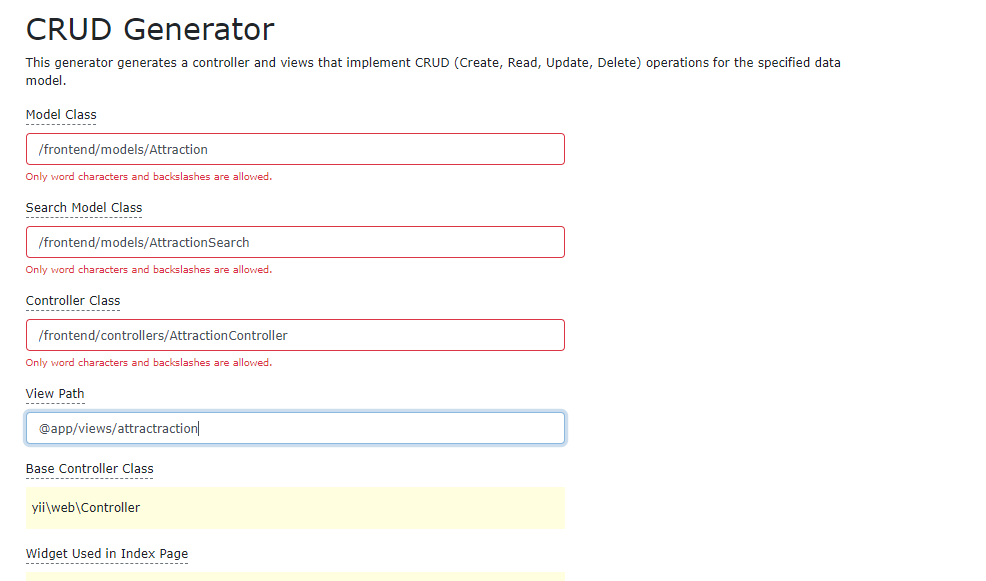 CRUD Generator
This generator generates a controller and views that implement CRUD (Create, Read, Update, Delete) operations for the specified data
model.
Model Class
/frontend/models/Attraction
Only word characters and backslashes are allowed.
Search Model Class
/frontend/models/AttractionSearch
Only word characters and backslashes are allowed.
Controller Class
/frontend/controllers/AttractionController
Only word characters and backslashes are allowed.
View Path
@app/views/attractraction
Base Controller Class
yii\web\Controller
Widget Used in Index Page